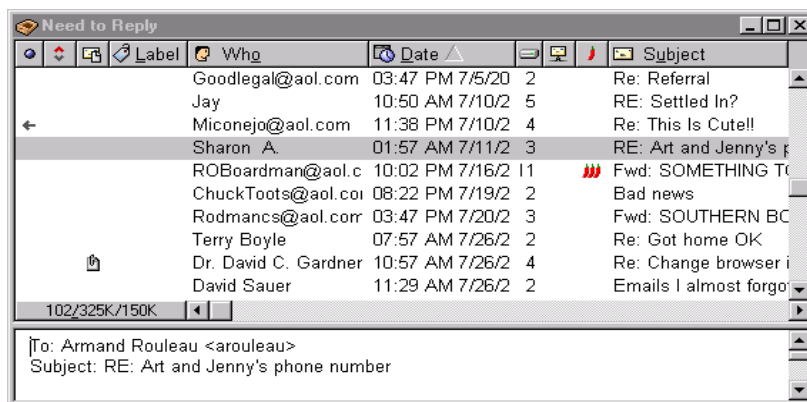 Need to Reply
Label Who Date Subject
Goodlegal@aol.com 03:47 PM 7/5/20 2 Re: Referral
Jay 10:50 AM 7/10/2 5 RE: Settled In?
Miconejo@aol.com 11:38 PM 7/10/2 4 Re: This Is Cute!!
Sharon A. 01:57 AM 7/11/2 3 RE: Art and Jenny's p
ROBoardman@aol.c 10:02 PM 7/16/2 11 Fwd: SOMETHING TO
ChuckToots@aol.co 08:22 PM 7/19/2 2 Bad news
Rodmancs@aol.com 03:47 PM 7/20/2 3 Fwd: SOUTHERN BO
Terry Boyle 07:57 AM 7/26/2 2 Re: Got home OK
Dr. David C. Gardner 10:57 AM 7/26/2 4 Re: Change browser i
David Sauer 11:29 AM 7/26/2 2 Emails I almost forgo
102/325K/150K
To: Armand Rouleau <arouleau>
Subject: RE: Art and Jenny's phone number